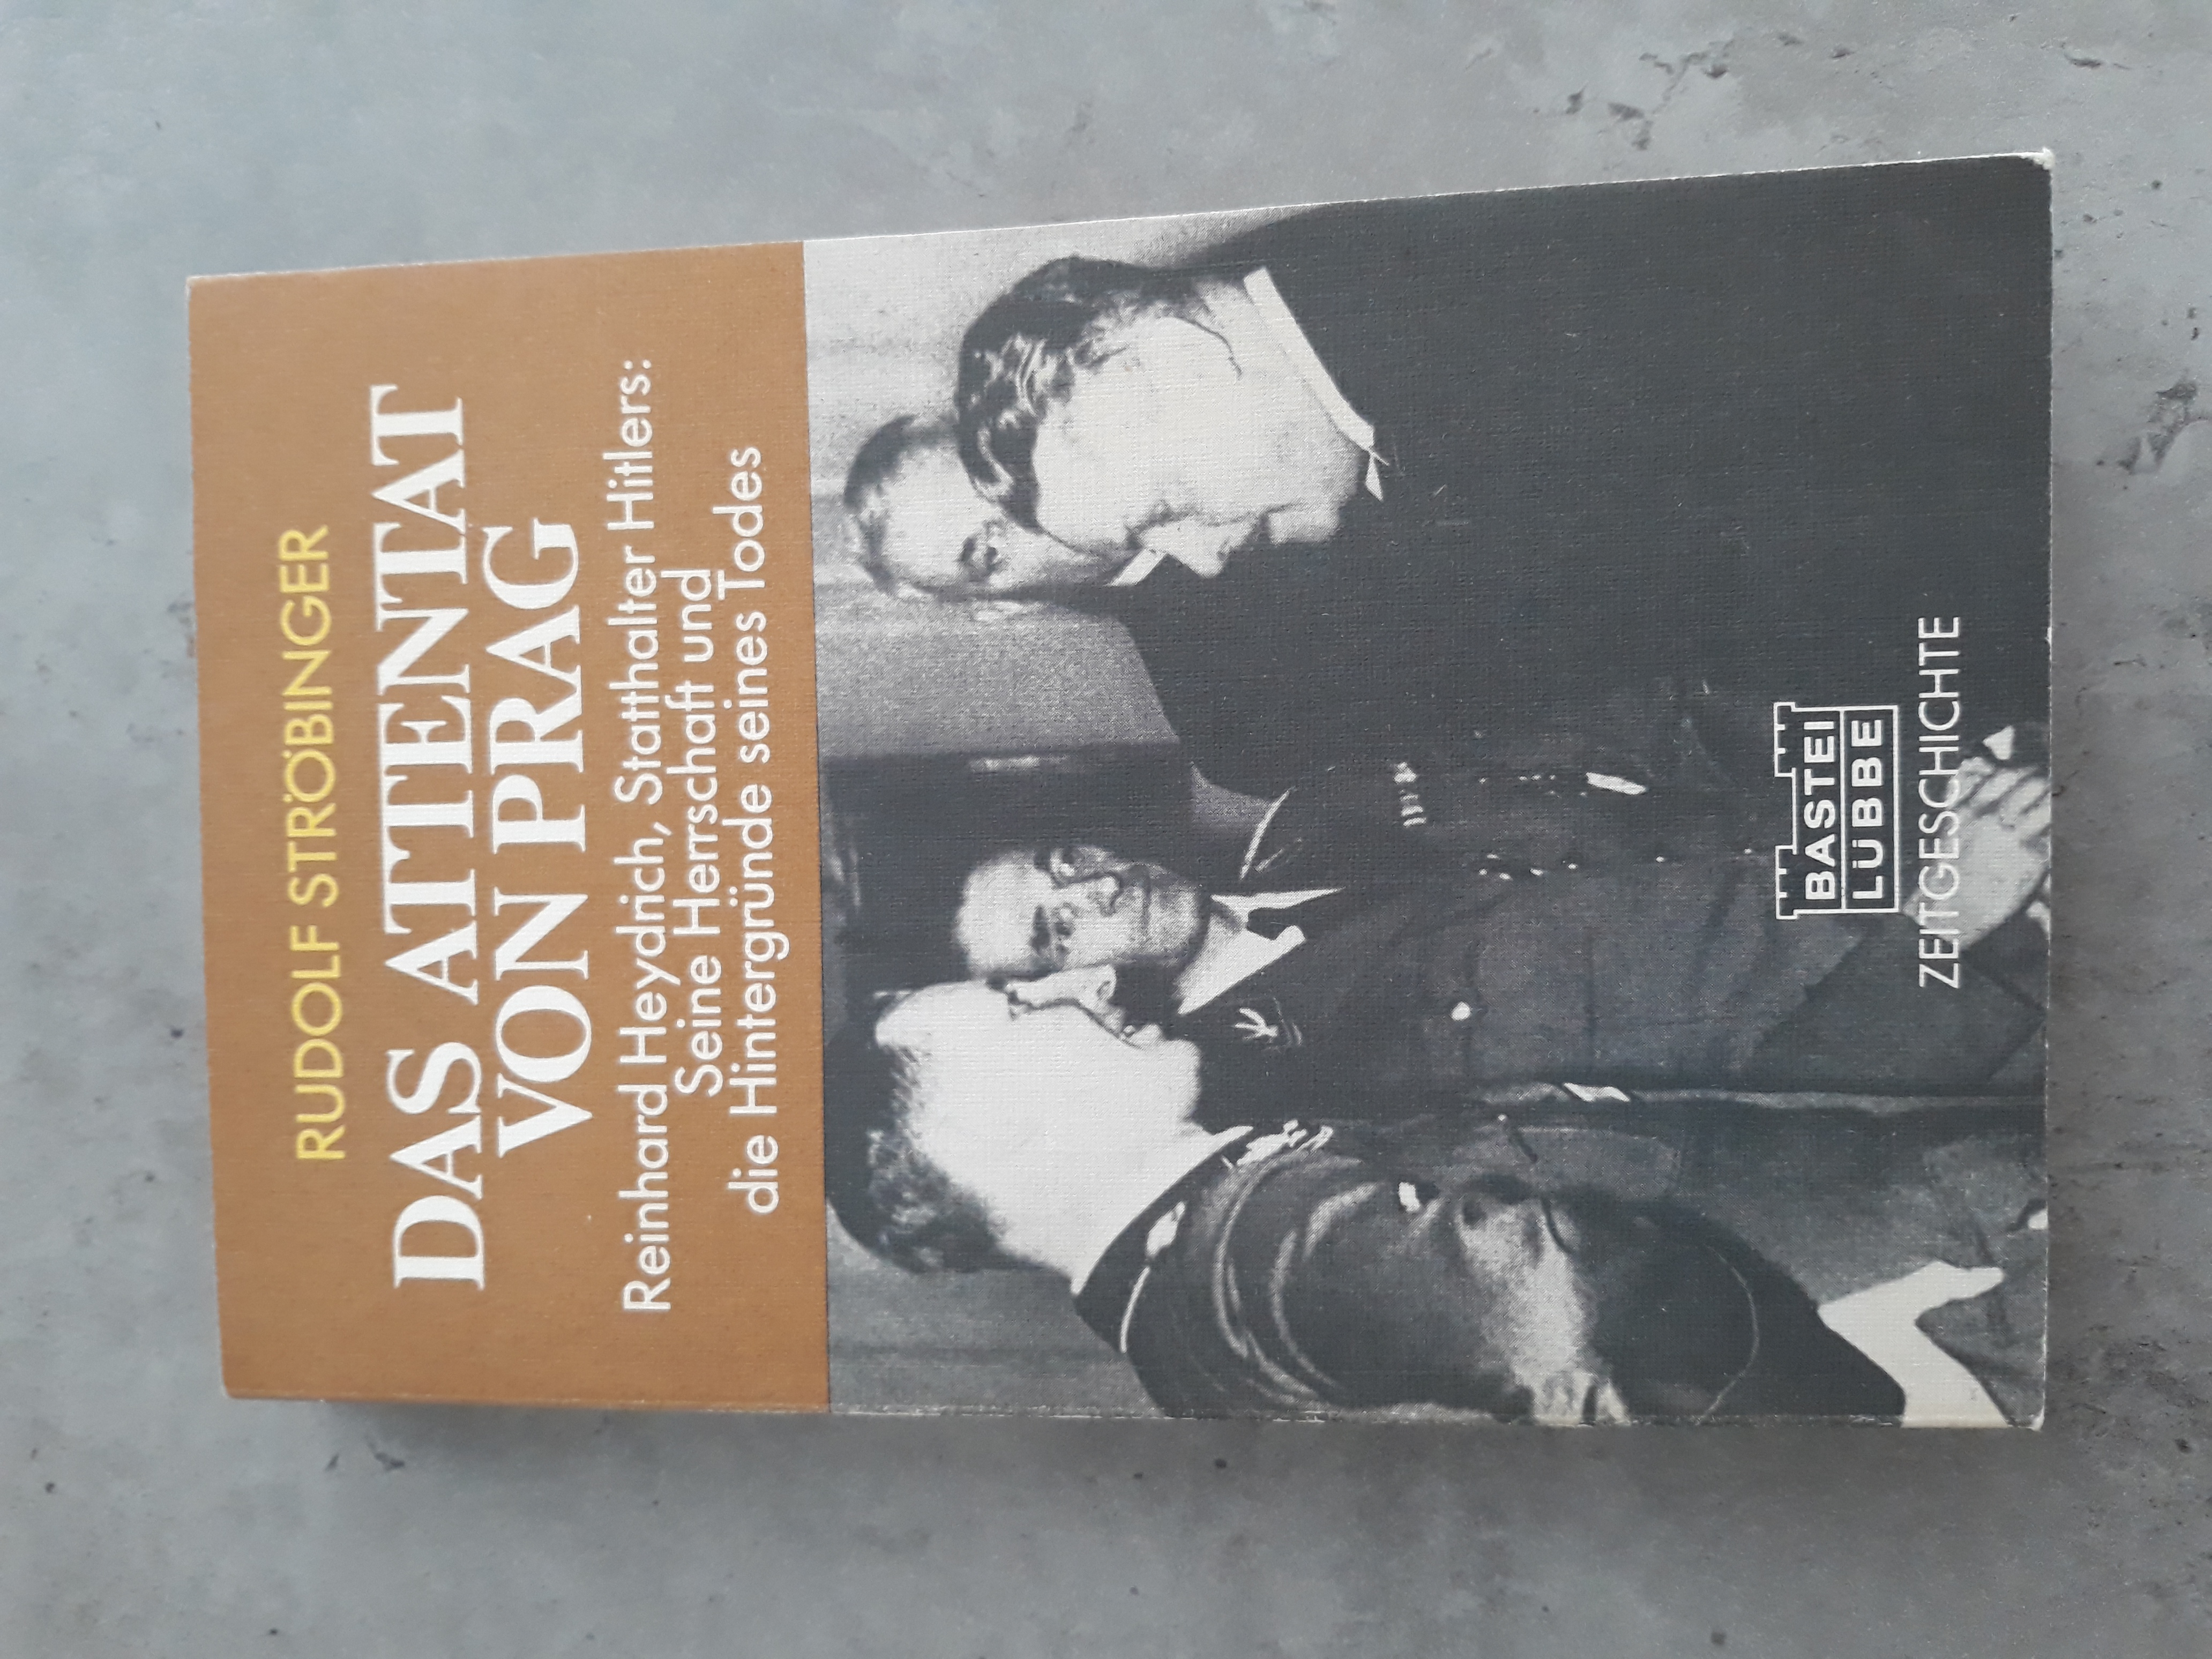 RUDOLF STRÖBINGER
DAS ATTENTAT
VON PRAG
Reinhard Heydrich, Statthalter Hitlers:
Seine Herrschaft und
die Hintergründe seines Todes
BASTEI
LÜBBE
ZEITGESCHICHTE